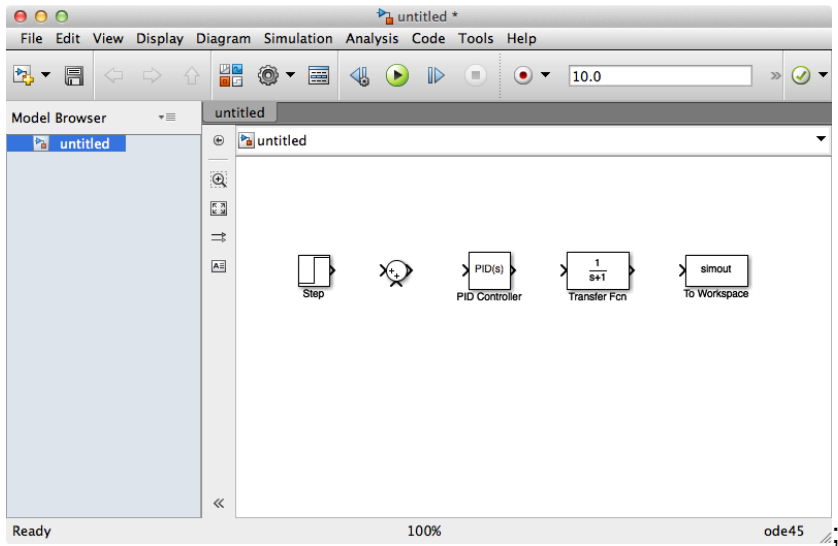 untitled *
File Edit View Display Diagram Simulation Analysis Code Tools Help
10.0
Model Browser
untitled
untitled
untitled
PID(s)
1
s+1
simout
Step
PID Controller
Transfer Fcn
To Workspace
Ready
100%
ode45